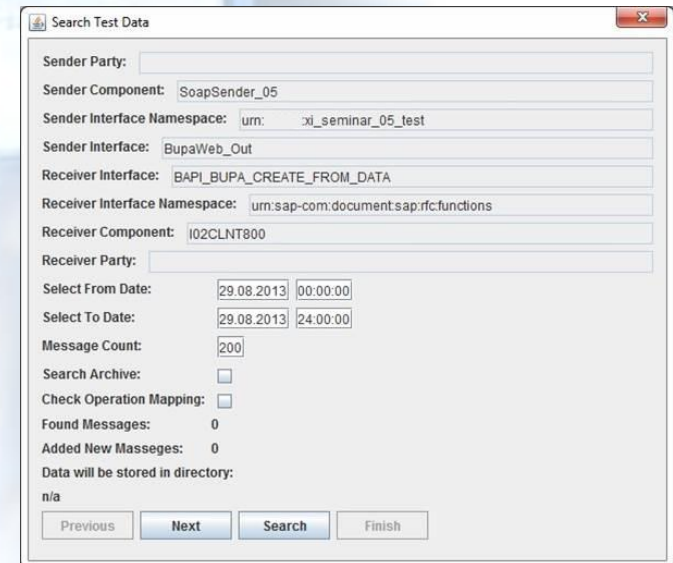 Search Test Data
Sender Party:
Sender Component: SoapSender_05
Sender Interface Namespace: urn: :xi_seminar_05_test
Sender Interface: BupaWeb_Out
Receiver Interface: BAPI_BUPA_CREATE_FROM_DATA
Receiver Interface Namespace: urn:sap-com:document:sap:rfc:functions
Receiver Component: I02CLNT800
Receiver Party:
Select From Date: 29.08.2013 00:00:00
Select To Date: 29.08.2013 24:00:00
Message Count: 200
Search Archive:
Check Operation Mapping:
Found Messages: 0
Added New Masseges: 0
Data will be stored in directory:
n/a
Previous Next Search Finish